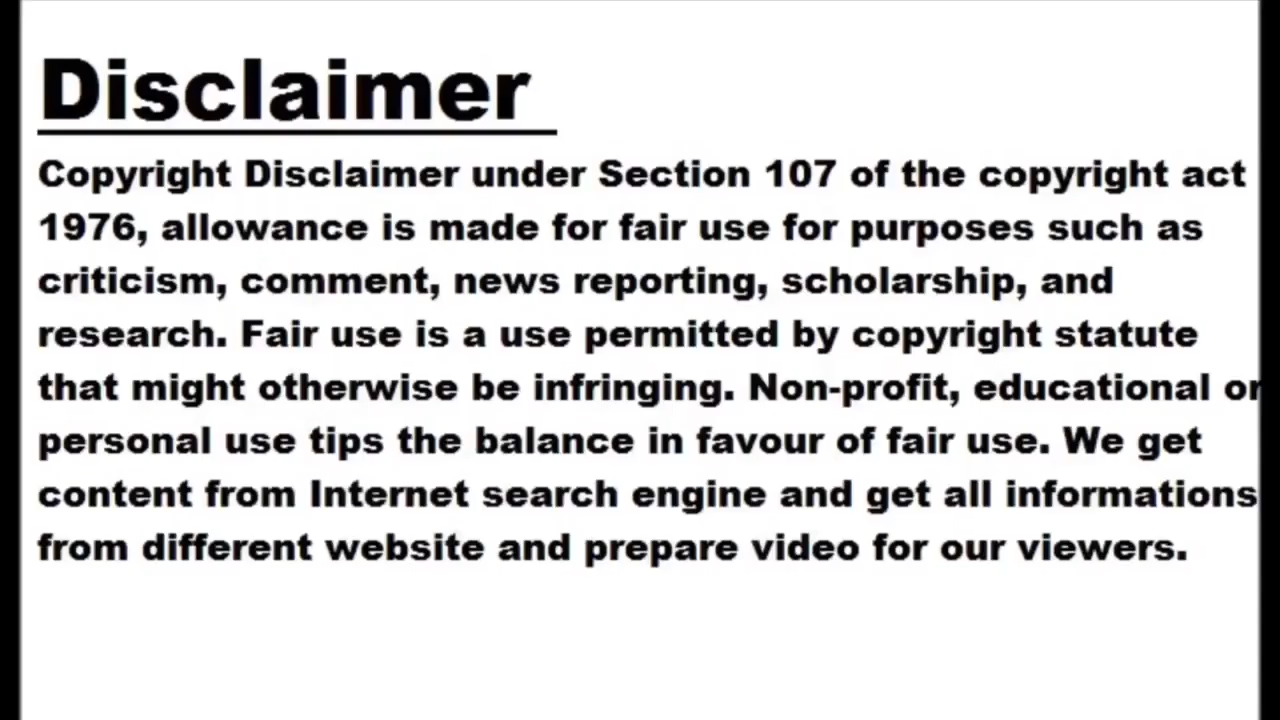 Disclaimer
Copyright Disclaimer under Section 107 of the copyright act
1976, allowance is made for fair use for purposes such as
criticism, comment, news reporting, scholarship, and
research. Fair use is a use permitted by copyright statute
that might otherwise be infringing. Non-profit, educational or
personal use tips the balance in favour of fair use. We get
content from Internet search engine and get all informations
from different website and prepare video for our viewers.